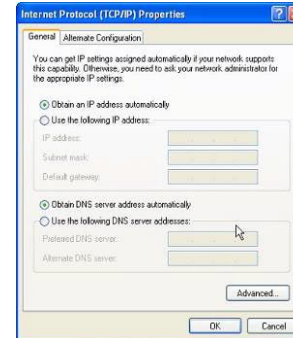 Internet Protocol (TCP/IP) Properties
General
Alternate Configuration
You can get IP settings assigned automatically if your network supports
this capability. Otherwise, you need to ask your network administrator for
the appropriate IP settings.
Obtain an IP address automatically
Use the following IP address:
IP address:
Subnet mask:
Default gateway:
Obtain DNS server address automatically
Use the following DNS server addresses:
Preferred DNS server:
Alternate DNS server:
Advanced...
OK
Cancel